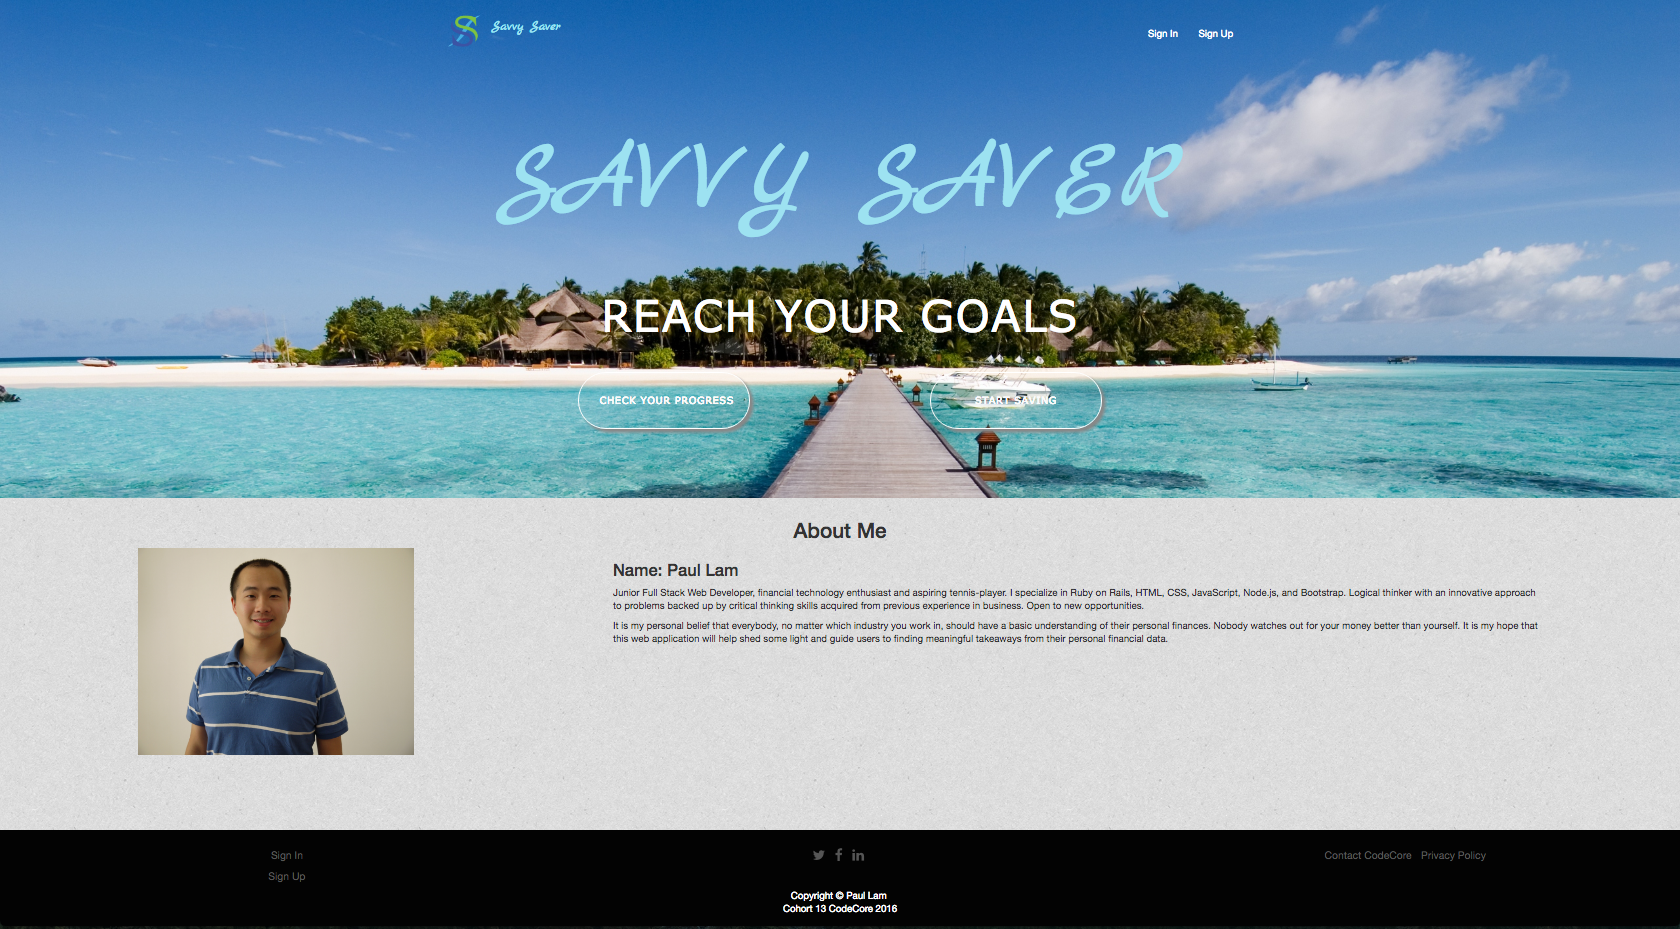 Savvy Saver
Sign In Sign Up
SAVVY SAVER
REACH YOUR GOALS
CHECK YOUR PROGRESS START SAVING
About Me
Name: Paul Lam
Junior Full Stack Web Developer, financial technology enthusiast and aspiring tennis-player. I specialize in Ruby on Rails, HTML, CSS, JavaScript, Node.js, and Bootstrap. Logical thinker with an innovative approach
to problems backed up by critical thinking skills acquired from previous experience in business. Open to new opportunities.
It is my personal belief that everybody, no matter which industry you work in, should have a basic understanding of their personal finances. Nobody watches out for your money better than yourself. It is my hope that
this web application will help shed some light and guide users to finding meaningful takeaways from their personal financial data.
Sign In
Sign Up
Contact CodeCore Privacy Policy
Copyright © Paul Lam
Cohort 13 CodeCore 2016